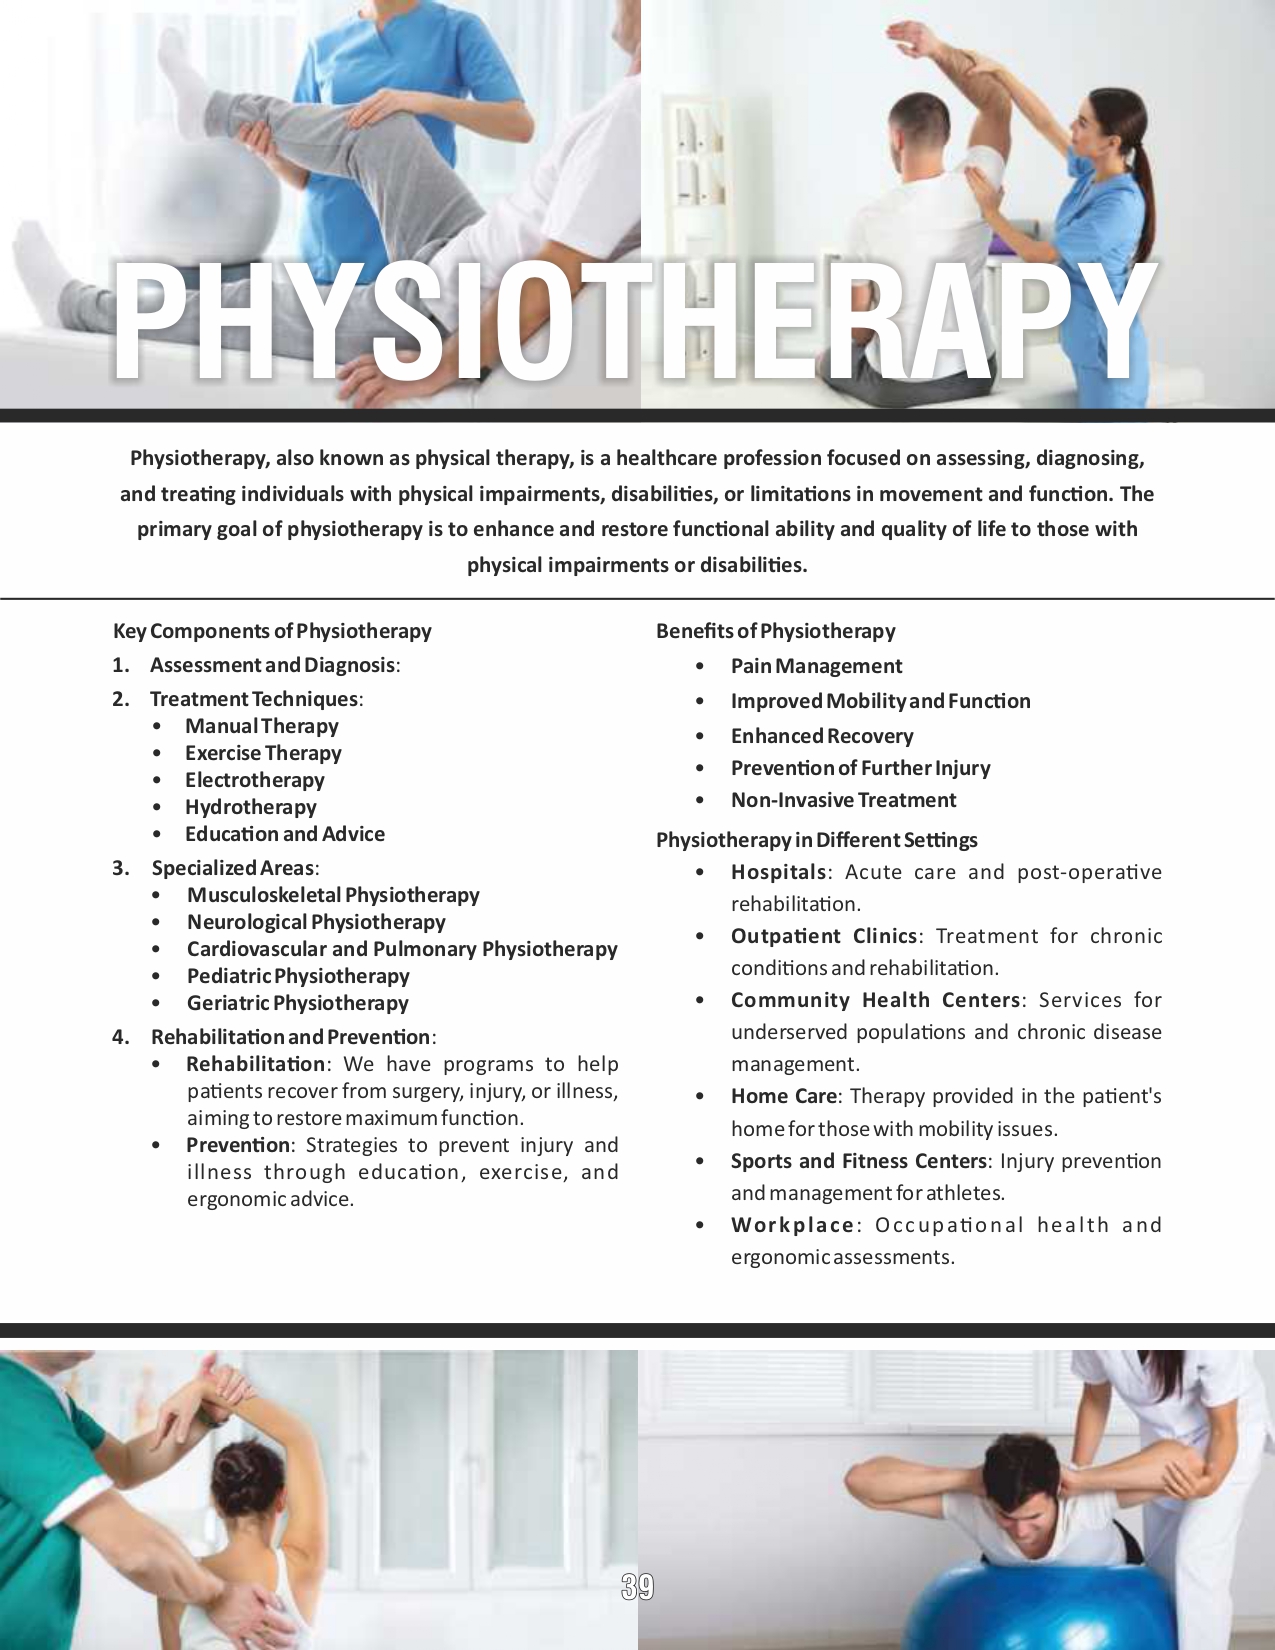 PHYSIOTHERAPY
Physiotherapy, also known as physical therapy, is a healthcare profession focused on assessing, diagnosing,
and treating individuals with physical impairments, disabilities, or limitations in movement and function. The
primary goal of physiotherapy is to enhance and restore functional ability and quality of life to those with
physical impairments or disabilities.
Key Components of Physiotherapy
1. Assessment and Diagnosis:
2. Treatment Techniques:
• Manual Therapy
• Exercise Therapy
• Electrotherapy
• Hydrotherapy
• Education and Advice
3. Specialized Areas:
• Musculoskeletal Physiotherapy
• Neurological Physiotherapy
• Cardiovascular and Pulmonary Physiotherapy
• Pediatric Physiotherapy
• Geriatric Physiotherapy
4. Rehabilitation and Prevention:
• Rehabilitation: We have programs to help
patients recover from surgery, injury, or illness,
aiming to restore maximum function.
• Prevention: Strategies to prevent injury and
illness through education, exercise, and
ergonomic advice.
Benefits of Physiotherapy
• Pain Management
• Improved Mobility and Function
• Enhanced Recovery
• Prevention of Further Injury
• Non-Invasive Treatment
Physiotherapy in Different Settings
• Hospitals: Acute care and post-operative
rehabilitation.
• Outpatient Clinics: Treatment for chronic
conditions and rehabilitation.
• Community Health Centers: Services for
underserved populations and chronic disease
management.
• Home Care: Therapy provided in the patient's
home for those with mobility issues.
• Sports and Fitness Centers: Injury prevention
and management for athletes.
• Workplace: Occupational health and
ergonomic assessments.
39